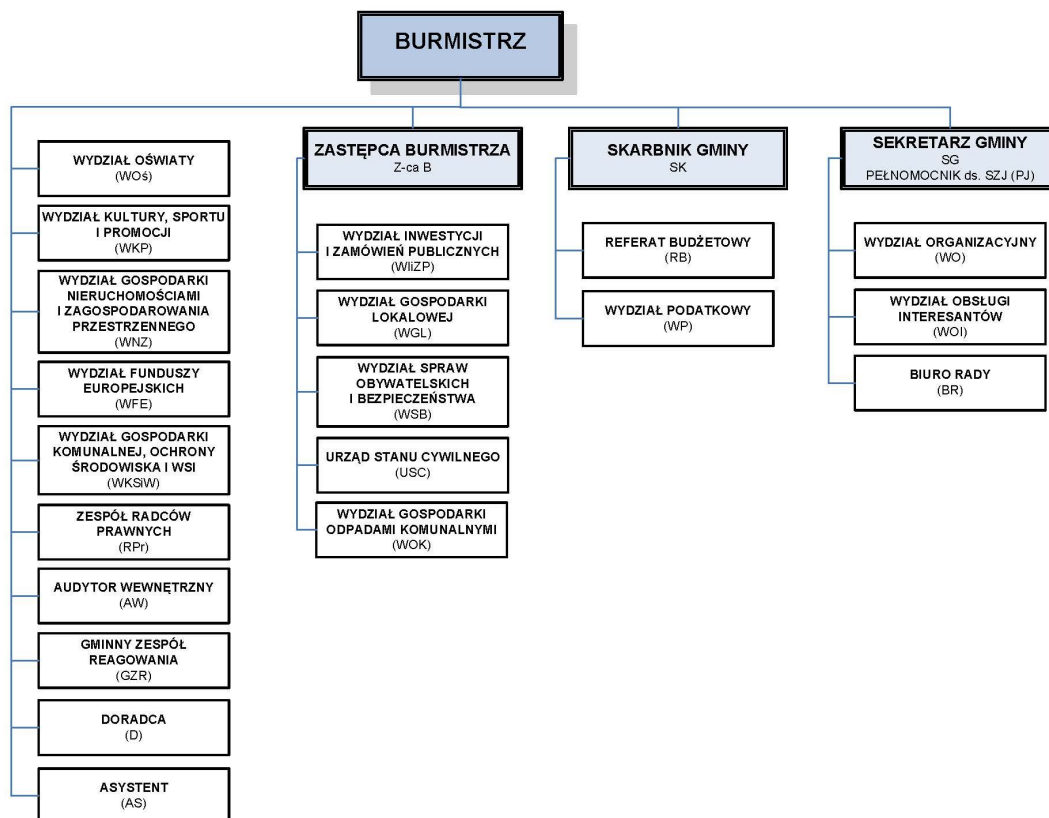 BURMISTRZ
WYDZIAŁ OŚWIATY
(WOś)
WYDZIAŁ KULTURY, SPORTU
I PROMOCJI
(WKP)
WYDZIAŁ GOSPODARKI
NIERUCHOMOŚCIAMI
I ZAGOSPODAROWANIA
PRZESTRZENNEGO
(WNZ)
WYDZIAŁ FUNDUSZY
EUROPEJSKICH
(WFE)
WYDZIAŁ GOSPODARKI
KOMUNALNEJ, OCHRONY
ŚRODOWISKA I WSI
(WKSiW)
ZESPÓŁ RADCÓW
PRAWNYCH
(RPr)
AUDYTOR WEWNĘTRZNY
(AW)
GMINNY ZESPÓŁ
REAGOWANIA
(GZR)
DORADCA
(D)
ASYSTENT
(AS)
ZASTĘPCA BURMISTRZA
Z-ca B
WYDZIAŁ INWESTYCJI
I ZAMÓWIEŃ PUBLICZNYCH
(WIiZP)
WYDZIAŁ GOSPODARKI
LOKALOWEJ
(WGL)
WYDZIAŁ SPRAW
OBYWATELSKICH
I BEZPIECZEŃSTWA
(WSB)
URZĄD STANU CYWILNEGO
(USC)
WYDZIAŁ GOSPODARKI
ODPADAMI KOMUNALNYMI
(WOK)
SKARBNIK GMINY
SK
REFERAT BUDŻETOWY
(RB)
WYDZIAŁ PODATKOWY
(WP)
SEKRETARZ GMINY
SG
PEŁNOMOCNIK ds. SZJ (PJ)
WYDZIAŁ ORGANIZACYJNY
(WO)
WYDZIAŁ OBSŁUGI
INTERESANTÓW
(WOI)
BIURO RADY
(BR)